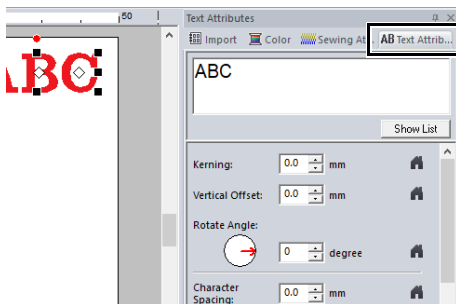 50
Text Attributes
Import Color Sewing At... AB Text Attrib...
ABC
ABC
Show List
Kerning: 0.0 mm
Vertical Offset: 0.0 mm
Rotate Angle:
0 degree
Character
Spacing: 0.0 mm